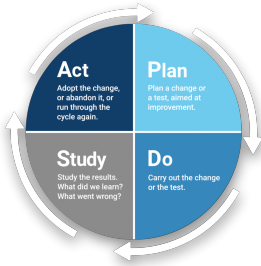 Act
Adopt the change,
or abandon it, or
run through the
cycle again.
Plan
Plan a change or
a test, aimed at
improvement.
Study
Study the results.
What did we learn?
What went wrong?
Do
Carry out the change
or the test.